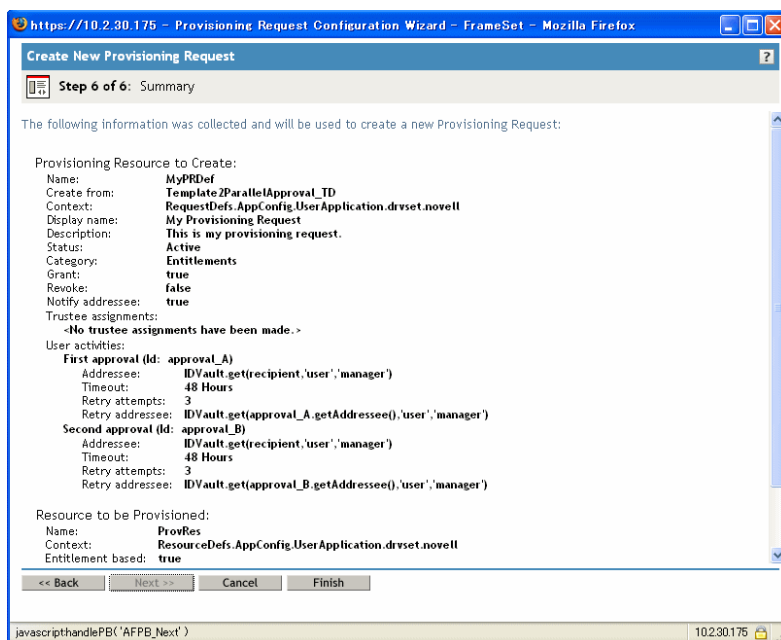 https://10.2.30.175 - Provisioning Request Configuration Wizard - FrameSet - Mozilla Firefox
Create New Provisioning Request
?
Step 6 of 6: Summary
The following information was collected and will be used to create a new Provisioning Request:
Provisioning Resource to Create:
Name: MyPRDef
Create from: Template2ParallelApproval_TD
Context: RequestDefs.AppConfig.UserApplication.drvset.novell
Display name: My Provisioning Request
Description: This is my provisioning request.
Status: Active
Category: Entitlements
Grant: true
Revoke: false
Notify addressee: true
Trustee assignments:
<No trustee assignments have been made.>
User activities:
First approval (Id: approval_A)
Addressee: IDVault.get(recipient,'user','manager')
Timeout: 48 Hours
Retry attempts: 3
Retry addressee: IDVault.get(approval_A.getAddressee(),'user','manager')
Second approval (Id: approval_B)
Addressee: IDVault.get(recipient,'user','manager')
Timeout: 48 Hours
Retry attempts: 3
Retry addressee: IDVault.get(approval_B.getAddressee(),'user','manager')
Resource to be Provisioned:
Name: ProvRes
Context: ResourceDefs.AppConfig.UserApplication.drvset.novell
Entitlement based: true
<< Back Next >> Cancel Finish
javascript:handlePB('AFPB_Next') 10.2.30.175